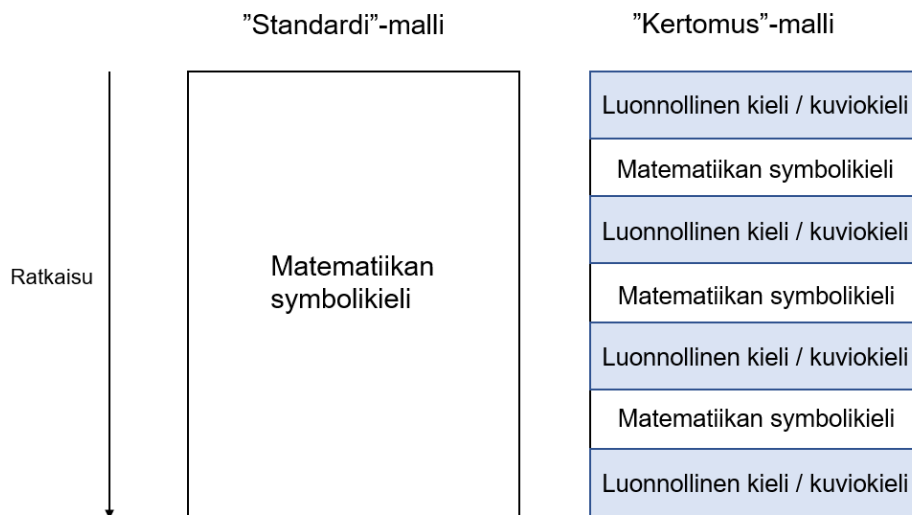 ”Standardi”-malli
”Kertomus”-malli
Ratkaisu
Matematiikan
symbolikieli
Luonnollinen kieli / kuviokieli
Matematiikan symbolikieli
Luonnollinen kieli / kuviokieli
Matematiikan symbolikieli
Luonnollinen kieli / kuviokieli
Matematiikan symbolikieli
Luonnollinen kieli / kuviokieli